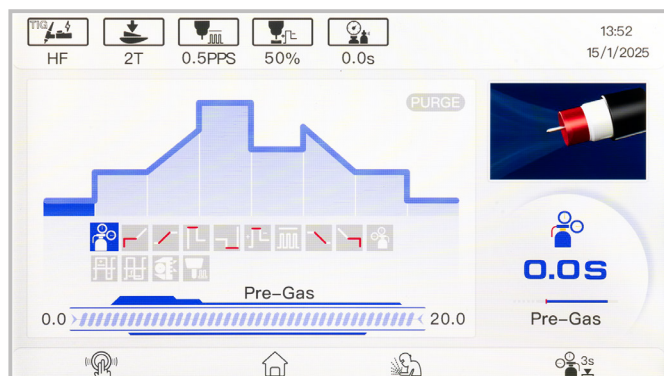 TIG
HF
2T
0.5PPS
50%
0.0s
13:52
15/1/2025
PURGE
0.0s
Pre-Gas
0.0
20.0
Pre-Gas
3s